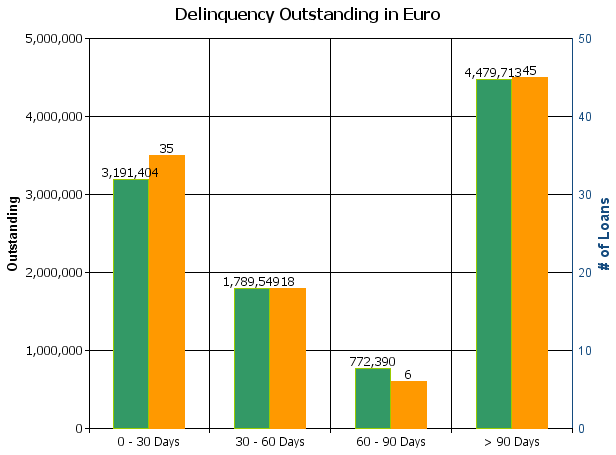 Delinquency Outstanding in Euro
5,000,000
4,000,000
3,000,000
2,000,000
1,000,000
0
Outstanding
3,191,404
35
1,789,549
18
772,390
6
4,479,713
45
50
40
30
20
10
0
# of Loans
0 - 30 Days
30 - 60 Days
60 - 90 Days
> 90 Days